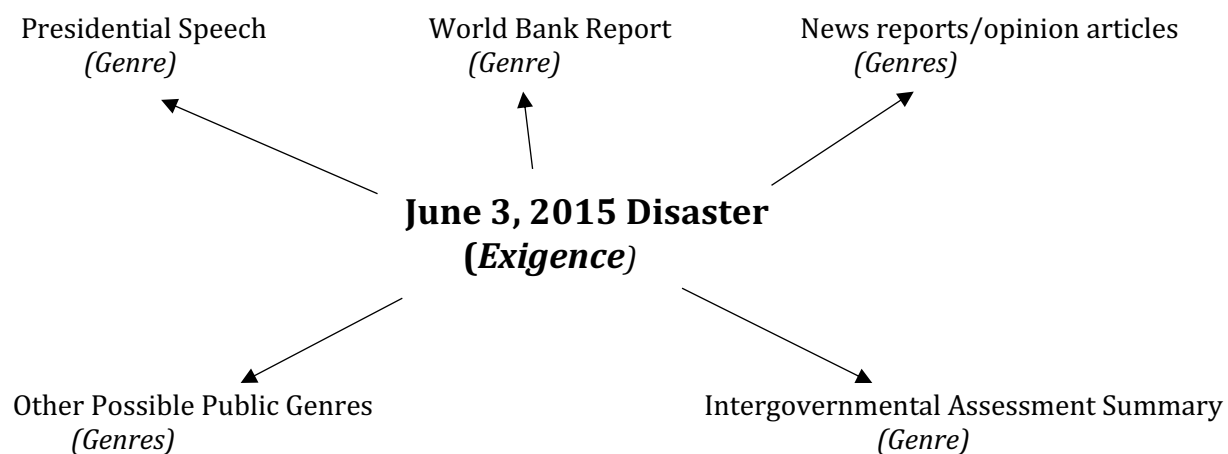 Presidential Speech
(Genre)
World Bank Report
(Genre)
News reports/opinion articles
(Genres)
June 3, 2015 Disaster
(Exigence)
Other Possible Public Genres
(Genres)
Intergovernmental Assessment Summary
(Genre)